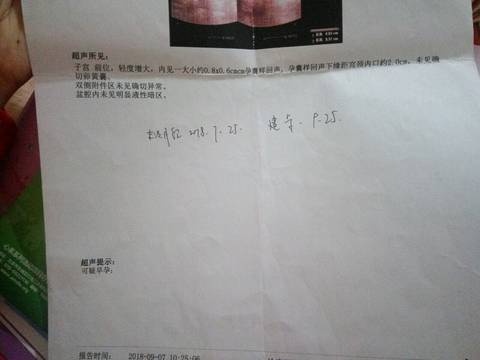 超声所见:
子宫 前位, 轻度增大, 内见一大小约0.8x0.6cmcm孕囊样回声, 孕囊样回声下缘距宫颈内口约2.0cm, 未见确
切卵黄囊。
双侧附件区未见确切异常。
盆腔内未见明显液性暗区。
末次月经 2018.7.25.
超声提示:
可疑早孕;
报告时间: 2018-09-07 10:25:06